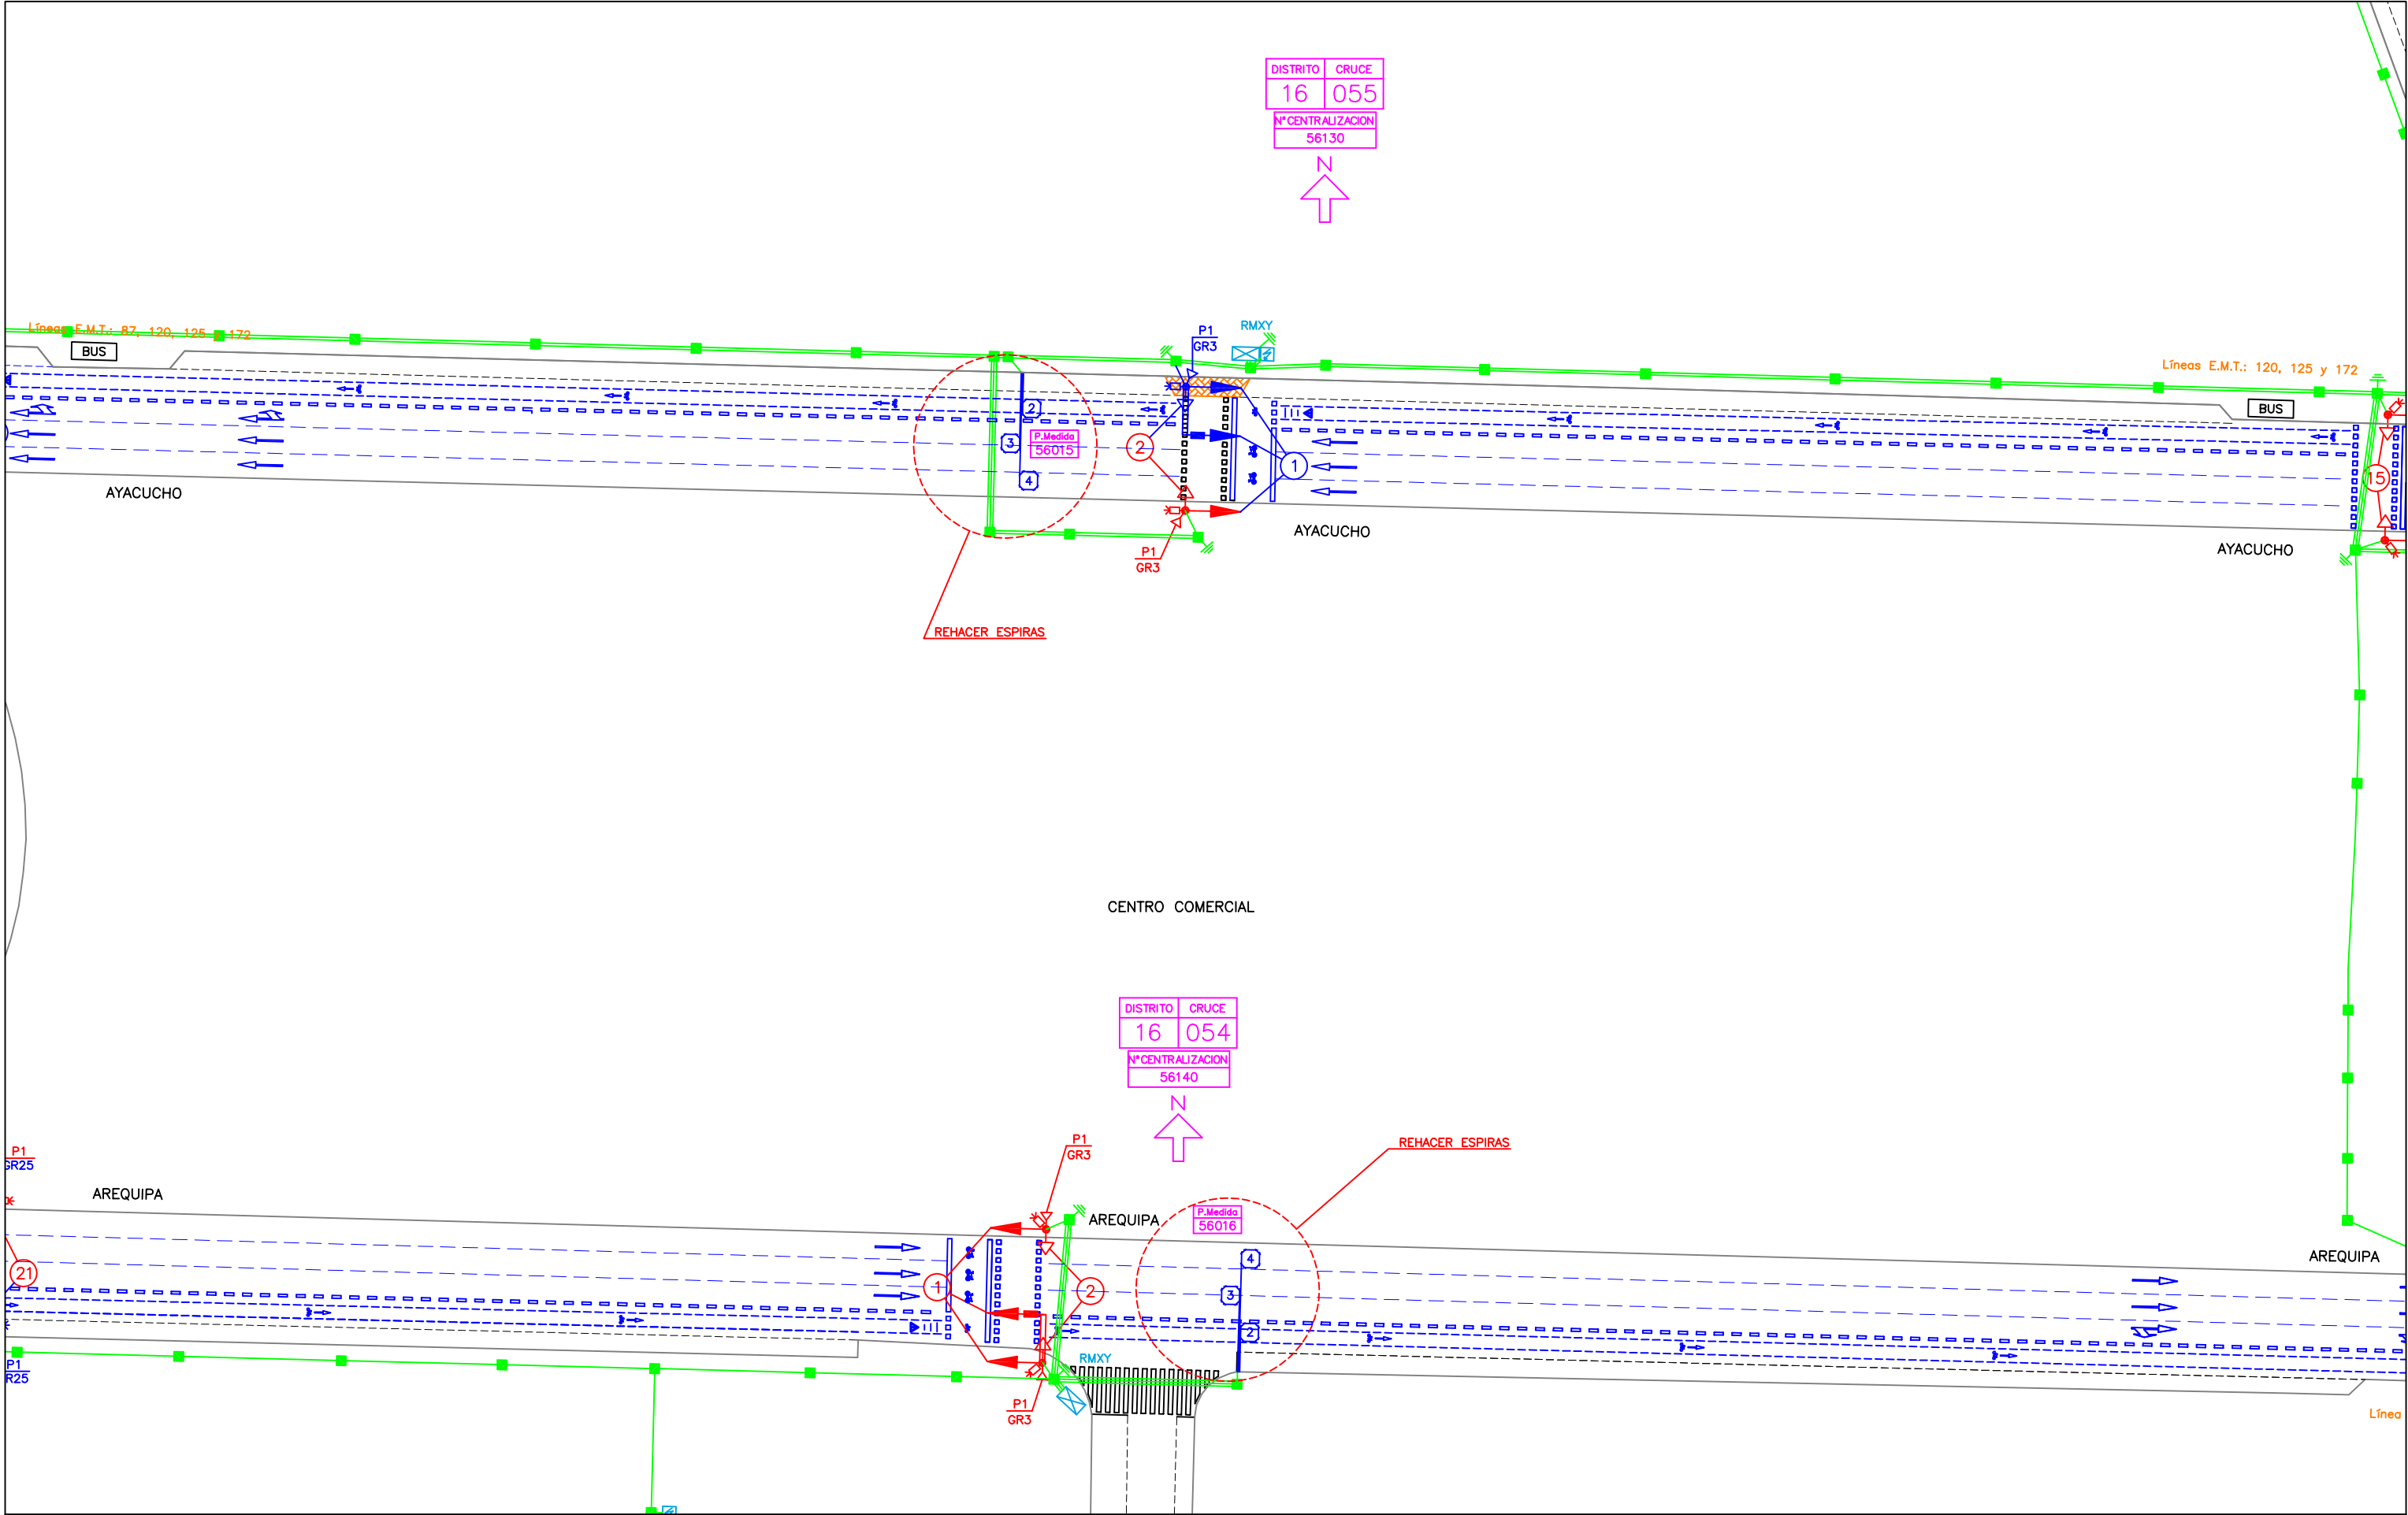 DISTRITO CRUCE
16 055
N°CENTRALIZACION
56130
N
Líneas E.M.T.: 87, 120, 125 y 172
BUS
P1
GR3
RMXY
Líneas E.M.T.: 120, 125 y 172
BUS
2
3
P.Medida
56015
4
2
1
15
AYACUCHO
AYACUCHO
AYACUCHO
P1
GR3
REHACER ESPIRAS
CENTRO COMERCIAL
DISTRITO CRUCE
16 054
N°CENTRALIZACION
56140
N
P1
GR3
REHACER ESPIRAS
P1
GR25
AREQUIPA
AREQUIPA
P.Medida
56016
AREQUIPA
21
1
2
4
3
2
RMXY
P1
R25
P1
GR3
Línea